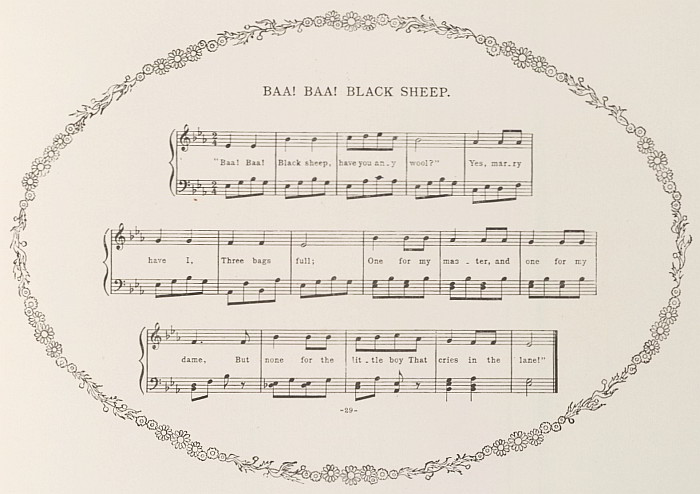 BAA! BAA! BLACK SHEEP.
"Baa! Baa! Black sheep, have you an-y wool?" Yes, mar-ry
have I, Three bags full; One for my mas-ter, and one for my
dame, But none for the lit-tle boy That cries in the lane!"
-29-